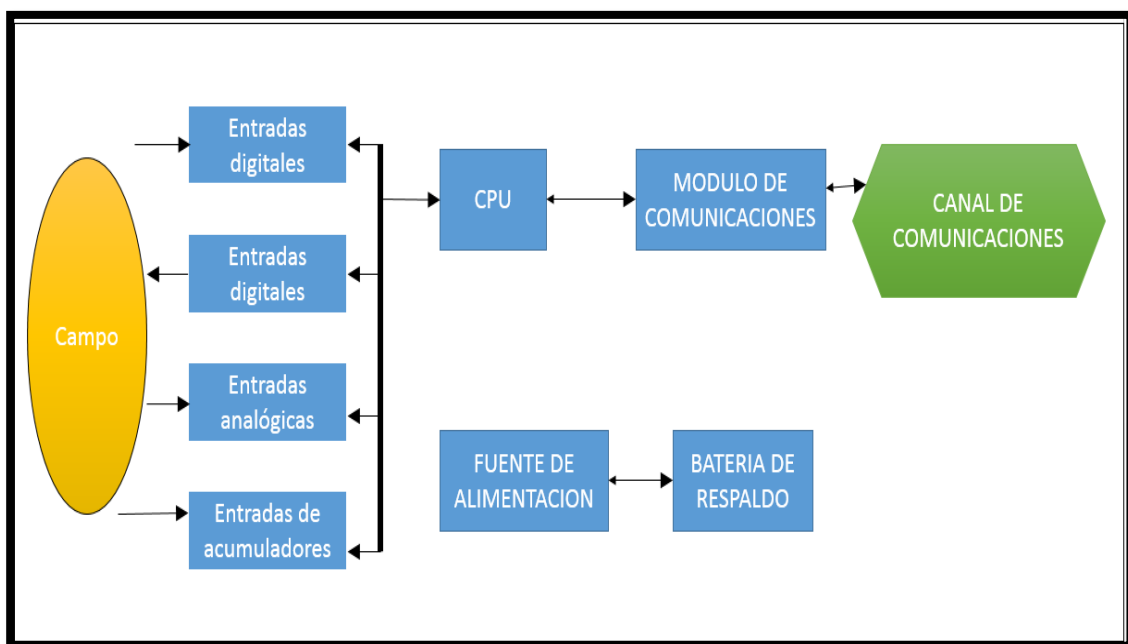 Entradas
digitales
Entradas
digitales
Campo
Entradas
analógicas
Entradas de
acumuladores
CPU
MODULO DE
COMUNICACIONES
CANAL DE
COMUNICACIONES
FUENTE DE
ALIMENTACION
BATERIA DE
RESPALDO